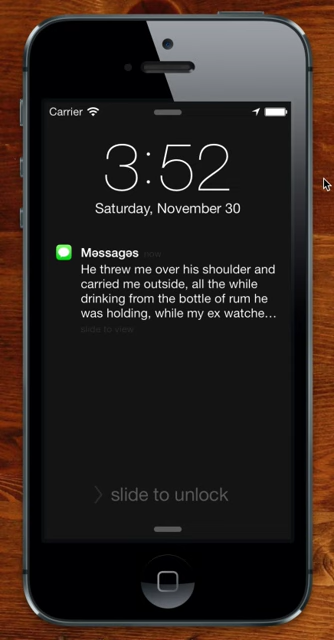 Carrier
3:52
Saturday, November 30
Məssagəs now
He threw me over his shoulder and
carried me outside, all the while
drinking from the bottle of rum he
was holding, while my ex watche…
slide to view
slide to unlock